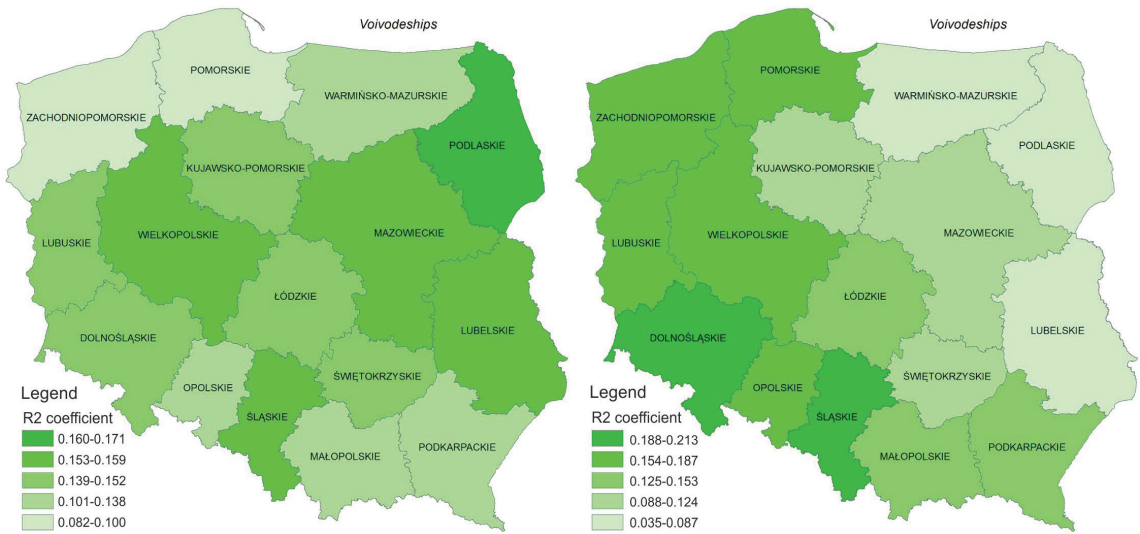 Voivodeships
POMORSKIE
WARMIŃSKO-MAZURSKIE
ZACHODNIOPOMORSKIE
PODLASKIE
KUJAWSKO-POMORSKIE
LUBUSKIE
WIELKOPOLSKIE
MAZOWIECKIE
ŁÓDZKIE
LUBELSKIE
DOLNOŚLĄSKIE
OPOLSKIE
ŚWIĘTOKRZYSKIE
ŚLĄSKIE
PODKARPACKIE
MAŁOPOLSKIE
Legend
R2 coefficient
0.160-0.171
0.153-0.159
0.139-0.152
0.101-0.138
0.082-0.100
Voivodeships
POMORSKIE
WARMIŃSKO-MAZURSKIE
ZACHODNIOPOMORSKIE
PODLASKIE
KUJAWSKO-POMORSKIE
LUBUSKIE
WIELKOPOLSKIE
MAZOWIECKIE
ŁÓDZKIE
LUBELSKIE
DOLNOŚLĄSKIE
OPOLSKIE
ŚWIĘTOKRZYSKIE
ŚLĄSKIE
PODKARPACKIE
MAŁOPOLSKIE
Legend
R2 coefficient
0.188-0.213
0.154-0.187
0.125-0.153
0.088-0.124
0.035-0.087